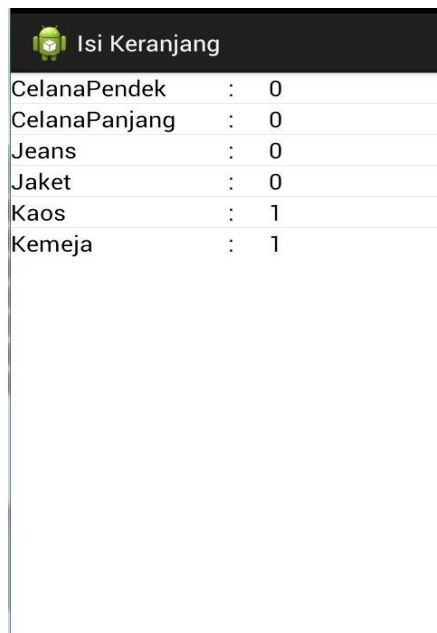 Isi Keranjang
CelanaPendek : 0
CelanaPanjang : 0
Jeans : 0
Jaket : 0
Kaos : 1
Kemeja : 1